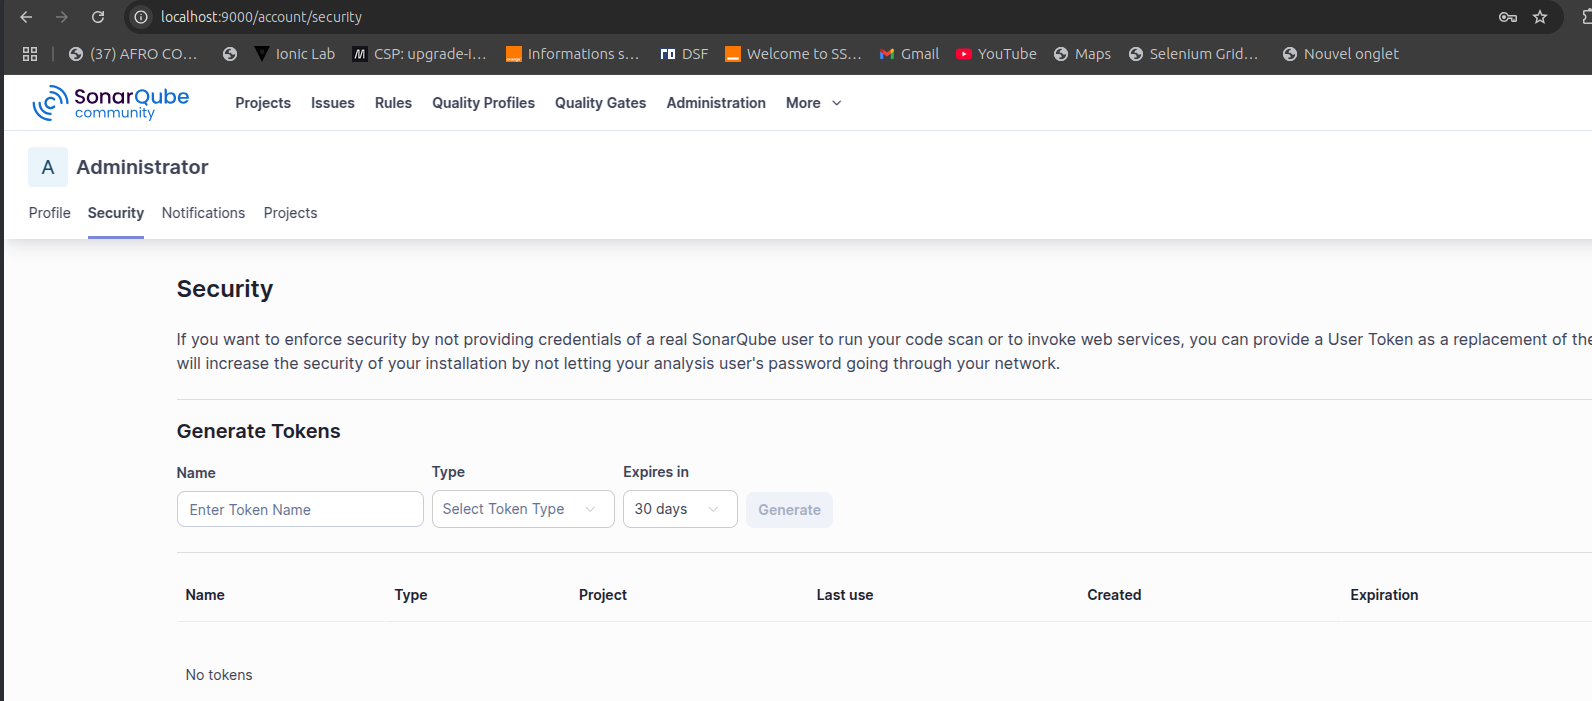 localhost:9000/account/security
(37) AFRO CO... Ionic Lab CSP: upgrade-i... Informations s... DSF Welcome to SS... Gmail YouTube Maps Selenium Grid... Nouvel onglet
SonarQube community Projects Issues Rules Quality Profiles Quality Gates Administration More
A Administrator
Profile Security Notifications Projects
Security
If you want to enforce security by not providing credentials of a real SonarQube user to run your code scan or to invoke web services, you can provide a User Token as a replacement of the
will increase the security of your installation by not letting your analysis user's password going through your network.
Generate Tokens
Name Type Expires in
Enter Token Name Select Token Type 30 days Generate
Name Type Project Last use Created Expiration
No tokens